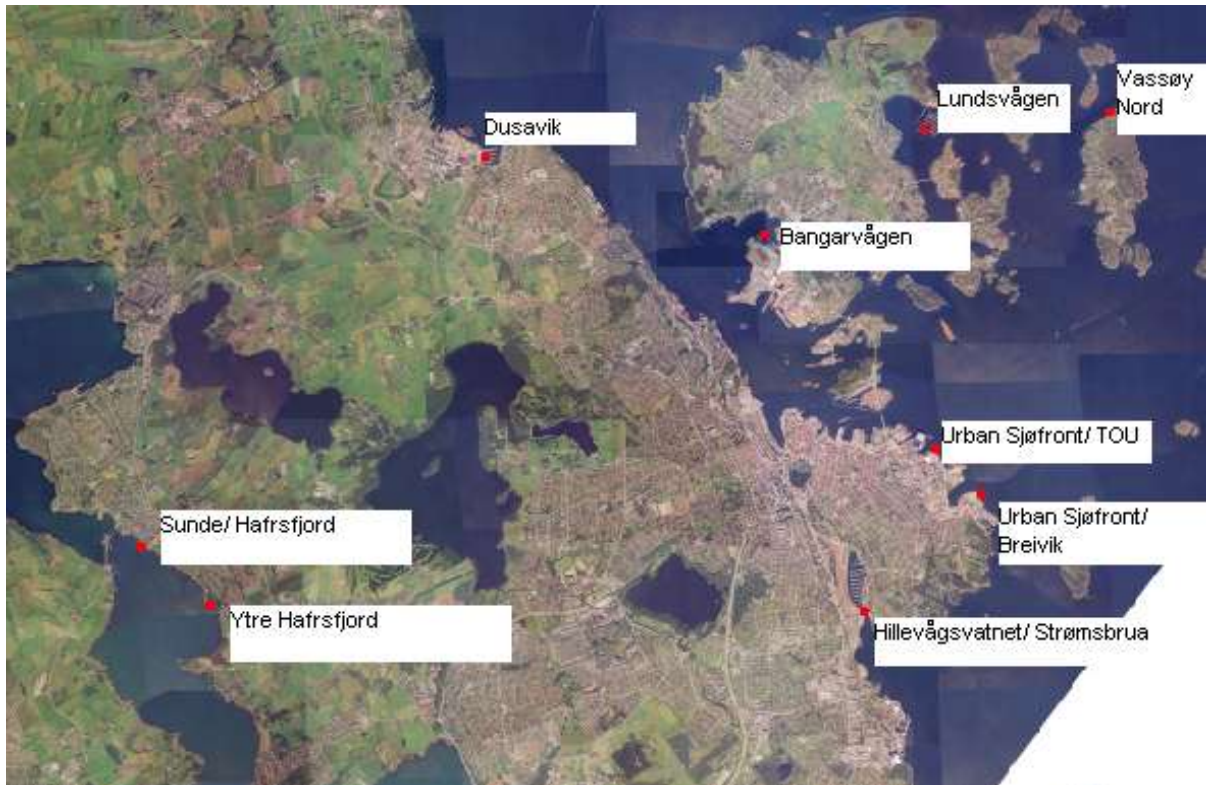 Vassøy
Nord
Lundsvågen
Dusavik
Bangarvågen
Urban Sjøfront/ TOU
Urban Sjøfront/
Breivik
Sunde/ Hafrsfjord
Ytre Hafrsfjord
Hillevågsvatnet/ Strømsbrua